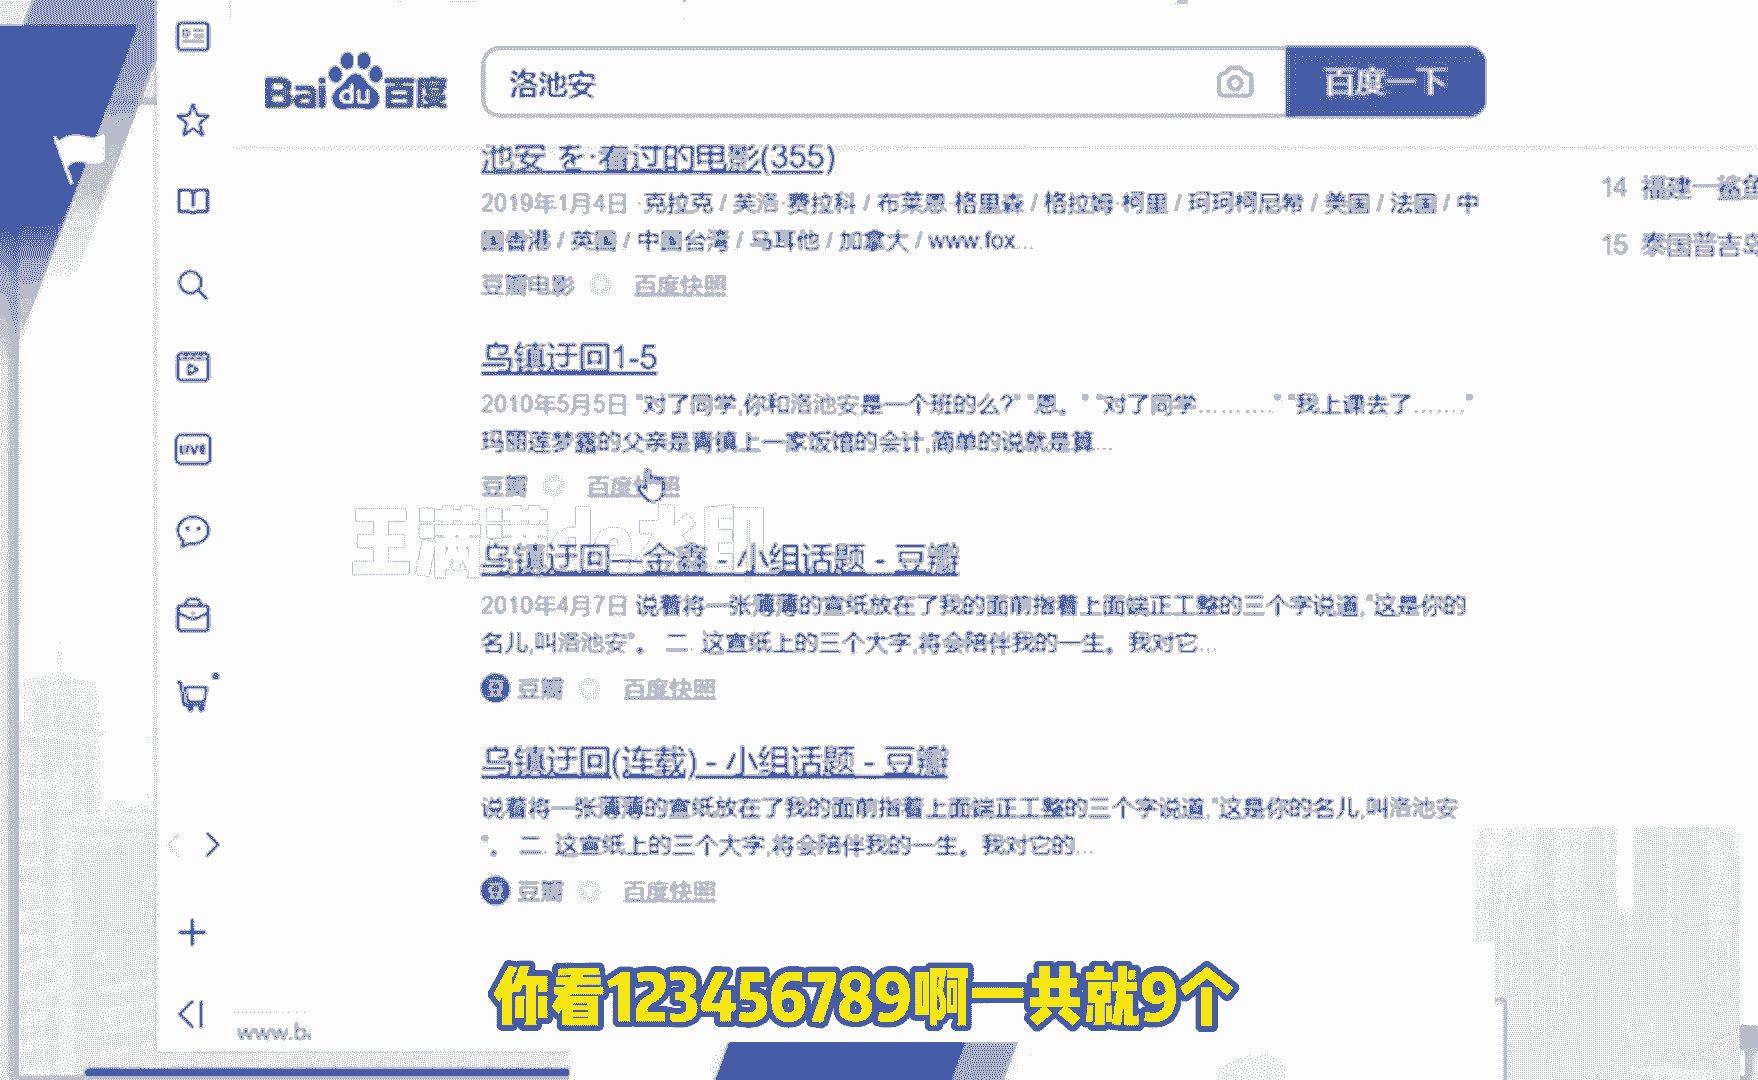 Bai du 百度
洛池安
百度一下
池安 を·看过的电影(355)
2019年1月4日 ·克拉克 / 芙洛·费拉科 / 布莱恩·格里森 / 格拉姆·柯里 / 珂珂柯尼希 / 美国 / 法国 / 中
国香港 / 英国 / 中国台湾 / 马耳他 / 加拿大 / www.fox...
豆瓣电影 百度快照
14 福建一鲨鱼
15 泰国普吉岛
乌镇迂回1-5
2010年5月5日 "对了同学,你和洛池安是一个班的么?" "恩。" "对了同学..........." "我上课去了......."
玛丽莲梦露的父亲是青镇上一家饭馆的会计,简单的说就是算...
豆瓣 百度快照
王满满de水印
乌镇迂回—金鑫 - 小组话题 - 豆瓣
2010年4月7日 说着将一张薄薄的宣纸放在了我的面前指着上面端正工整的三个字说道,"这是你的
名儿,叫洛池安"。 二. 这宣纸上的三个大字,将会陪伴我的一生。我对它...
豆 豆瓣 百度快照
乌镇迂回(连载) - 小组话题 - 豆瓣
说着将一张薄薄的宣纸放在了我的面前指着上面端正工整的三个字说道,"这是你的名儿,叫洛池安
"。 二. 这宣纸上的三个大字,将会陪伴我的一生。我对它的...
豆 豆瓣 百度快照
LIVE
www.ba
你看123456789啊一共就9个